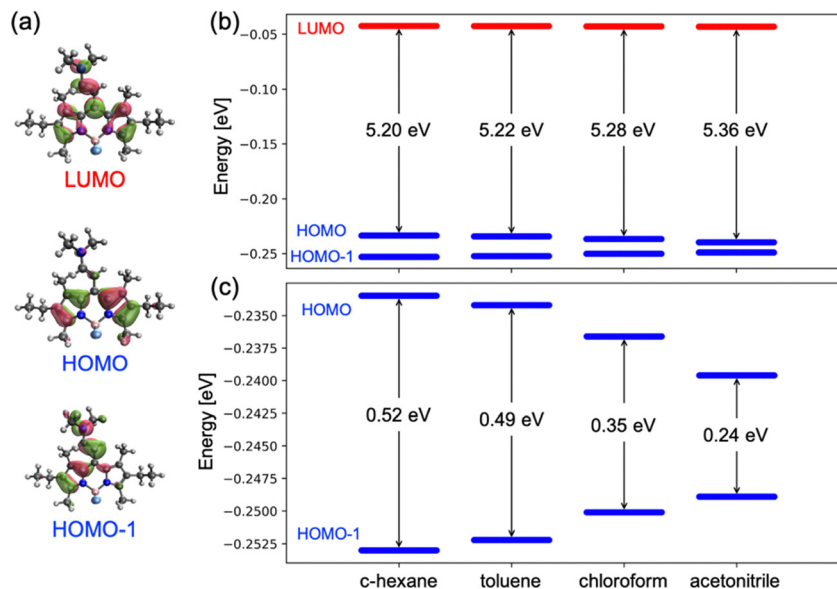 (a)
LUMO
HOMO
HOMO-1
(b)
Energy [eV]
−0.05
−0.10
−0.15
−0.20
−0.25
LUMO
5.20 eV
5.22 eV
5.28 eV
5.36 eV
HOMO
HOMO-1
(c)
Energy [eV]
−0.2350
−0.2375
−0.2400
−0.2425
−0.2450
−0.2475
−0.2500
−0.2525
HOMO
0.52 eV
0.49 eV
0.35 eV
0.24 eV
HOMO-1
c-hexane
toluene
chloroform
acetonitrile